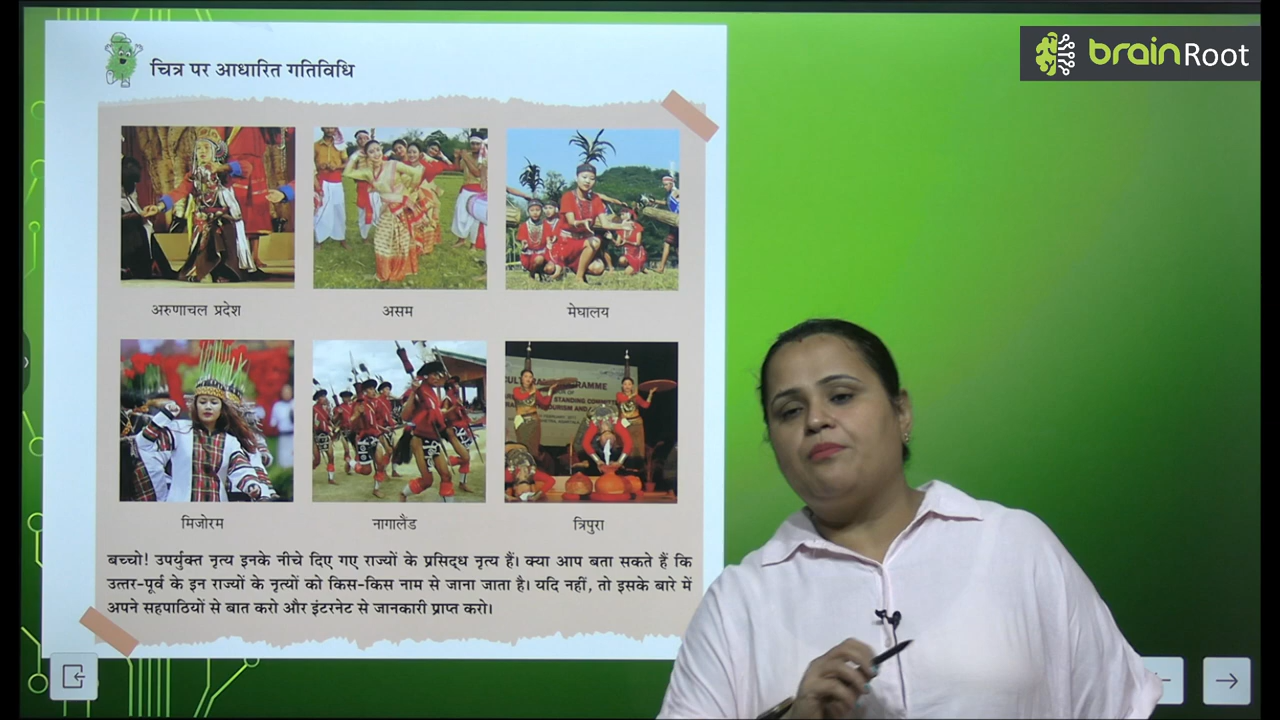 brainRoot
चित्र पर आधारित गतिविधि
अरुणाचल प्रदेश
असम
मेघालय
मिजोरम
नागालैंड
त्रिपुरा
बच्चो! उपर्युक्त नृत्य इनके नीचे दिए गए राज्यों के प्रसिद्ध नृत्य हैं। क्या आप बता सकते हैं कि
उत्तर-पूर्व के इन राज्यों के नृत्यों को किस-किस नाम से जाना जाता है। यदि नहीं, तो इसके बारे में
अपने सहपाठियों से बात करो और इंटरनेट से जानकारी प्राप्त करो।